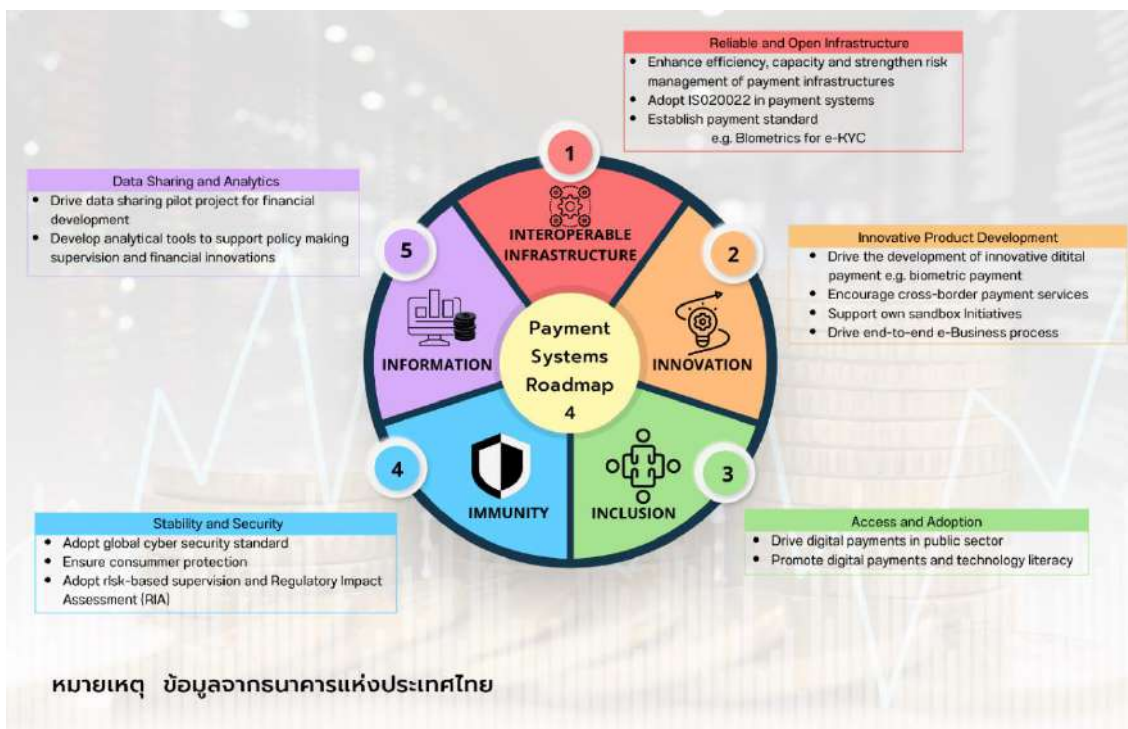 Reliable and Open Infrastructure
• Enhance efficiency, capacity and strengthen risk
management of payment infrastructures
• Adopt ISO20022 in payment systems
• Establish payment standard
e.g. Biometrics for e-KYC
1
INTEROPERABLE
INFRASTRUCTURE
2
Innovative Product Development
• Drive the development of innovative ditital
payment e.g. biometric payment
• Encourage cross-border payment services
• Support own sandbox Initiatives
• Drive end-to-end e-Business process
INNOVATION
3
Access and Adoption
• Drive digital payments in public sector
• Promote digital payments and technology literacy
INCLUSION
4
Stability and Security
• Adopt global cyber security standard
• Ensure consummer protection
• Adopt risk-based supervision and Regulatory Impact
Assessment (RIA)
IMMUNITY
5
Data Sharing and Analytics
• Drive data sharing pilot project for financial
development
• Develop analytical tools to support policy making
supervision and financial innovations
INFORMATION
Payment
Systems
Roadmap
4
หมายเหตุ ข้อมูลจากธนาคารแห่งประเทศไทย